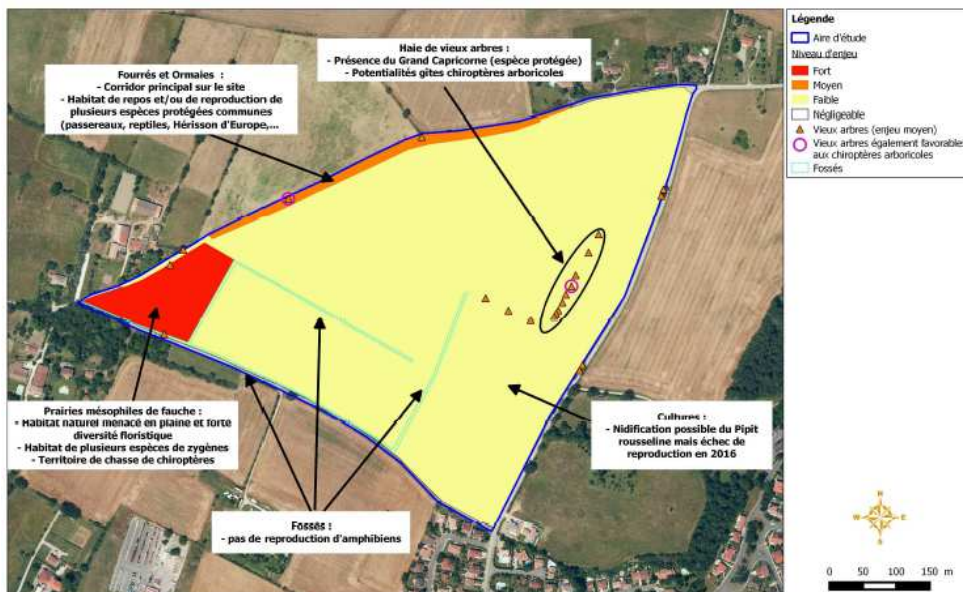 Haie de vieux arbres :
- Présence du Grand Capricorne (espèce protégée)
- Potentialités gîtes chiroptères arboricoles
Fourrés et Ormaies :
- Corridor principal sur le site
- Habitat de repos et/ou de reproduction de
plusieurs espèces protégées communes
(passereaux, reptiles, Hérisson d'Europe,...
Légende
Aire d'étude
Niveau d'enjeu
Fort
Moyen
Faible
Négligeable
Vieux arbres (enjeu moyen)
Vieux arbres également favorables
aux chiroptères arboricoles
Fossés
Prairies mésophiles de fauche :
- Habitat naturel menacé en plaine et forte
diversité floristique
- Habitat de plusieurs espèces de zygènes
- Territoire de chasse de chiroptères
Cultures :
- Nidification possible du Pipit
rousseline mais échec de
reproduction en 2016
Fossés :
- pas de reproduction d'amphibiens
N
W E
S
0 50 100 150 m